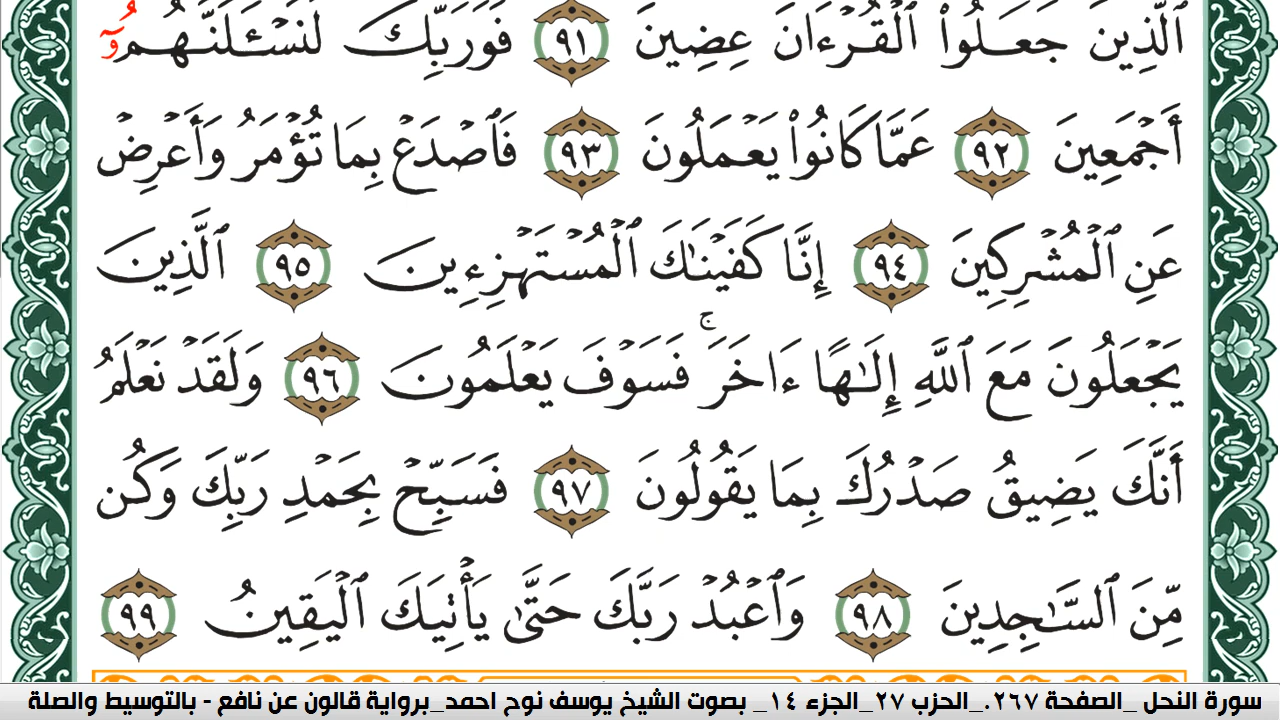 ٱلَّذِينَ جَعَلُواْ ٱلْقُرْءَانَ عِضِينَ ٩١ فَوَرَبِّكَ لَنَسْـَٔلَنَّهُمُۥٓ
أَجْمَعِينَ ٩٢ عَمَّا كَانُواْ يَعْمَلُونَ ٩٣ فَٱصْدَعْ بِمَا تُؤْمَرُ وَأَعْرِضْ
عَنِ ٱلْمُشْرِكِينَ ٩٤ إِنَّا كَفَيْنَٰكَ ٱلْمُسْتَهْزِءِينَ ٩٥ ٱلَّذِينَ
يَجْعَلُونَ مَعَ ٱللَّهِ إِلَٰهًا ءَاخَرَۚ فَسَوْفَ يَعْلَمُونَ ٩٦ وَلَقَدْ نَعْلَمُ
أَنَّكَ يَضِيقُ صَدْرُكَ بِمَا يَقُولُونَ ٩٧ فَسَبِّحْ بِحَمْدِ رَبِّكَ وَكُن
مِّنَ ٱلسَّٰجِدِينَ ٩٨ وَٱعْبُدْ رَبَّكَ حَتَّىٰ يَأْتِيَكَ ٱلْيَقِينُ ٩٩
سورة النحل _الصفحة ٢٦٧._الحزب ٢٧_الجزء ١٤_ بصوت الشيخ يوسف نوح احمد_برواية قالون عن نافع - بالتوسيط والصلة